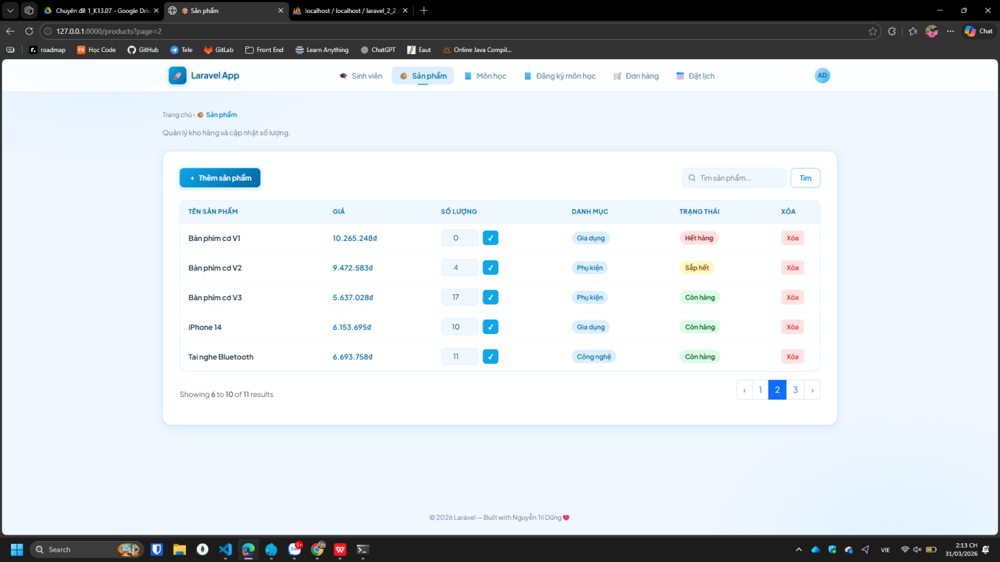 Chuyên đề 1_K13.07 - Google Driv
Sản phẩm
localhost / localhost / laravel_2_2 /
127.0.0.1:8000/products?page=2
Chat
roadmap
Học Code
GitHub
Tele
GitLab
Front End
Learn Anything
ChatGPT
Eaut
Online Java Compil...
Laravel App
Sinh viên
Sản phẩm
Môn học
Đăng ký môn học
Đơn hàng
Đặt lịch
AD
Trang chủ › Sản phẩm
Quản lý kho hàng và cập nhật số lượng.
+ Thêm sản phẩm
Tìm sản phẩm...
Tìm
TÊN SẢN PHẨM GIÁ SỐ LƯỢNG DANH MỤC TRẠNG THÁI XÓA
Bàn phím cơ V1 10.265.248₫ 0 ✓ Gia dụng Hết hàng Xóa
Bàn phím cơ V2 9.472.583₫ 4 ✓ Phụ kiện Sắp hết Xóa
Bàn phím cơ V3 5.637.028₫ 17 ✓ Phụ kiện Còn hàng Xóa
iPhone 14 6.153.695₫ 10 ✓ Gia dụng Còn hàng Xóa
Tai nghe Bluetooth 6.693.758₫ 11 ✓ Công nghệ Còn hàng Xóa
Showing 6 to 10 of 11 results
‹ 1 2 3 ›
© 2026 Laravel — Built with Nguyễn Trí Dũng
Search
5+
VIE
2:13 CH
31/03/2026